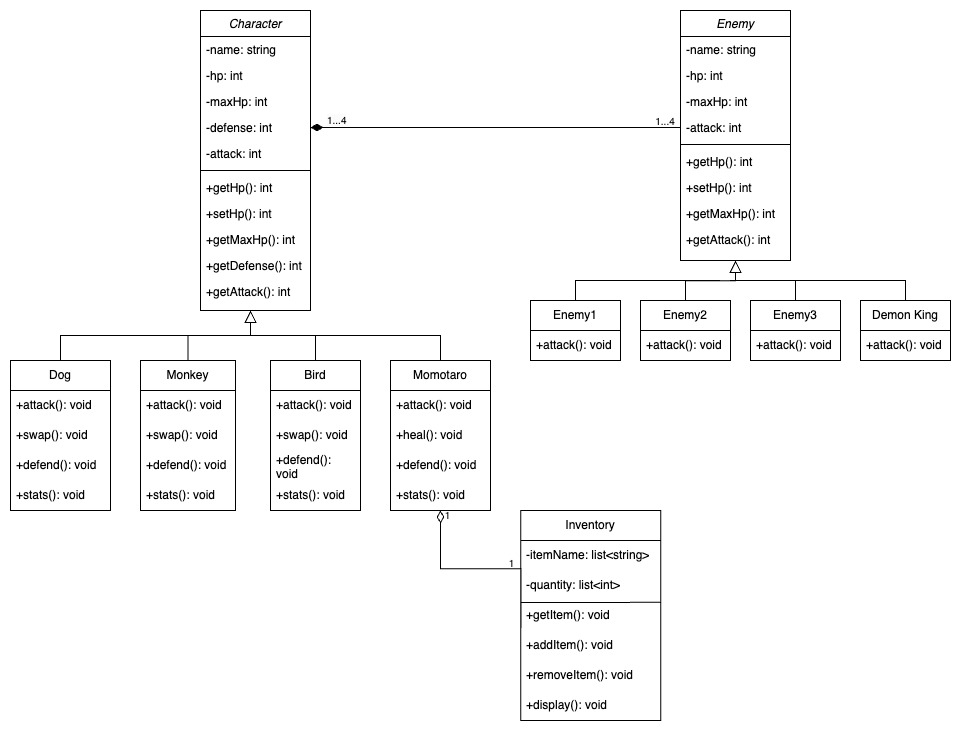 Character
-name: string
-hp: int
-maxHp: int
-defense: int
-attack: int
+getHp(): int
+setHp(): int
+getMaxHp(): int
+getDefense(): int
+getAttack(): int
1...4
1...4
Enemy
-name: string
-hp: int
-maxHp: int
-attack: int
+getHp(): int
+setHp(): int
+getMaxHp(): int
+getAttack(): int
Enemy1
+attack(): void
Enemy2
+attack(): void
Enemy3
+attack(): void
Demon King
+attack(): void
Dog
+attack(): void
+swap(): void
+defend(): void
+stats(): void
Monkey
+attack(): void
+swap(): void
+defend(): void
+stats(): void
Bird
+attack(): void
+swap(): void
+defend():
void
+stats(): void
Momotaro
+attack(): void
+heal(): void
+defend(): void
+stats(): void
1
1
Inventory
-itemName: list<string>
-quantity: list<int>
+getItem(): void
+addItem(): void
+removeItem(): void
+display(): void